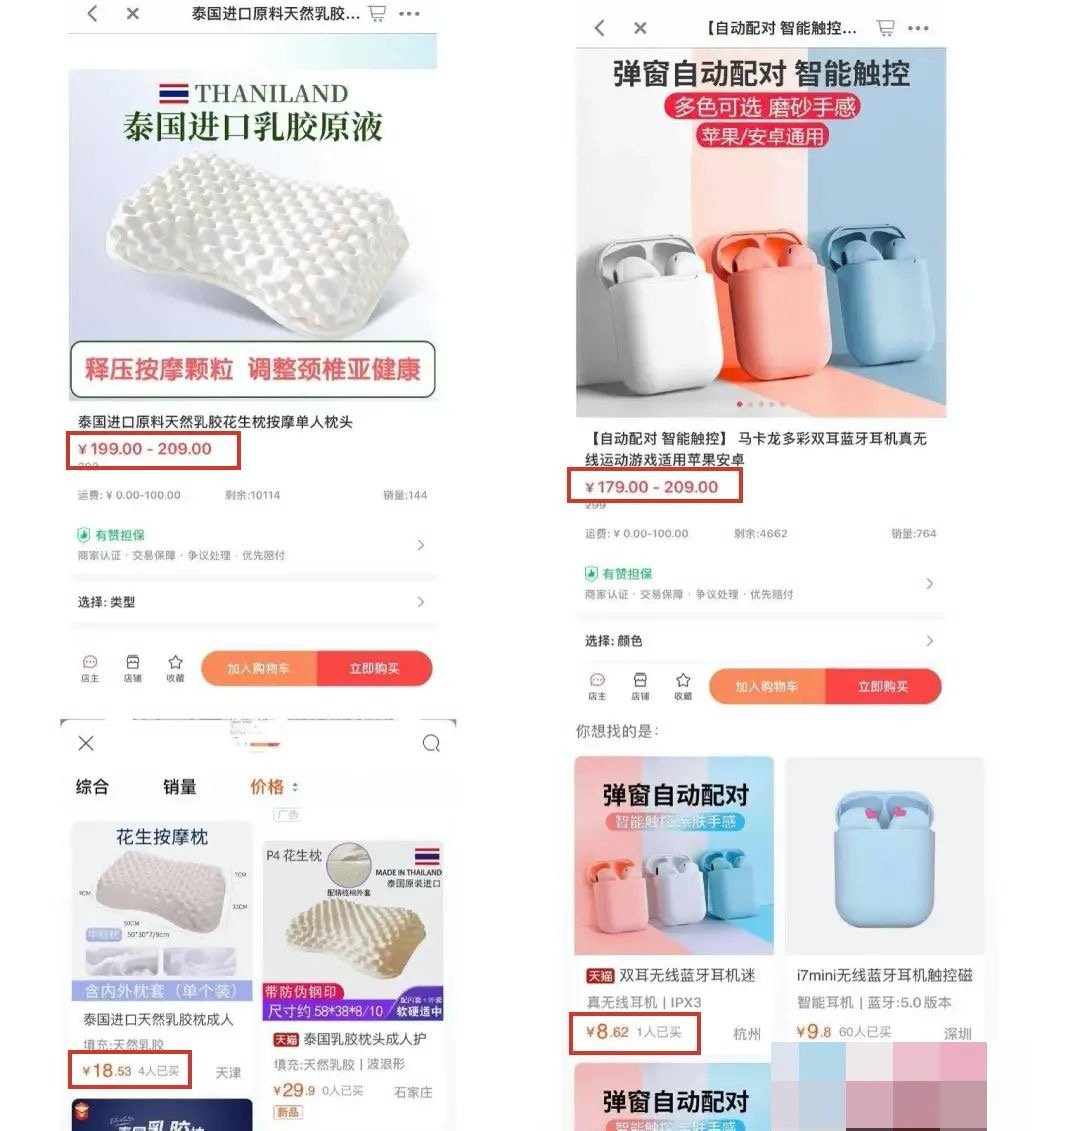 泰国进口原料天然乳胶...
THANILAND
泰国进口乳胶原液
释压按摩颗粒 调整颈椎亚健康
泰国进口原料天然乳胶花生枕按摩单人枕头
¥199.00 - 209.00
运费: ¥ 0.00-100.00 剩余:10114 销量:144
有赞担保
商家认证 · 交易保障 · 争议处理 · 优先赔付
选择: 类型
店主 店铺 收藏 加入购物车 立即购买
综合 销量 价格
花生按摩枕
7CM
9CM
33CM
50CM
中台枕 50*30*7/9cm
含内外枕套（单个装）
泰国进口天然乳胶枕成人
填充:天然乳胶
¥18.53 4人已买 天津
广告
P4 花生枕
MADE IN THAILAND
泰国原装进口
配精梳棉外套
带防伪钢印
尺寸约 58*38*8/10
配内套+外套
软硬适中
天猫 泰国乳胶枕头成人护
填充:天然乳胶 | 波浪形
¥29.9 0人已买 石家庄
新品
【自动配对 智能触控...
弹窗自动配对 智能触控
多色可选 磨砂手感
苹果/安卓通用
【自动配对 智能触控】 马卡龙多彩双耳蓝牙耳机真无
线运动游戏适用苹果安卓
¥179.00 - 209.00
299
运费: ¥ 0.00-100.00 剩余:4662 销量:764
有赞担保
商家认证 · 交易保障 · 争议处理 · 优先赔付
选择: 颜色
店主 店铺 收藏 加入购物车 立即购买
你想找的是:
弹窗自动配对
智能触控 亲肤手感
天猫 双耳无线蓝牙耳机迷
真无线耳机 | IPX3
¥8.62 1人已买 杭州
i7mini无线蓝牙耳机触控磁
智能耳机 | 蓝牙:5.0 版本
¥9.8 60人已买 深圳
弹窗自动配对